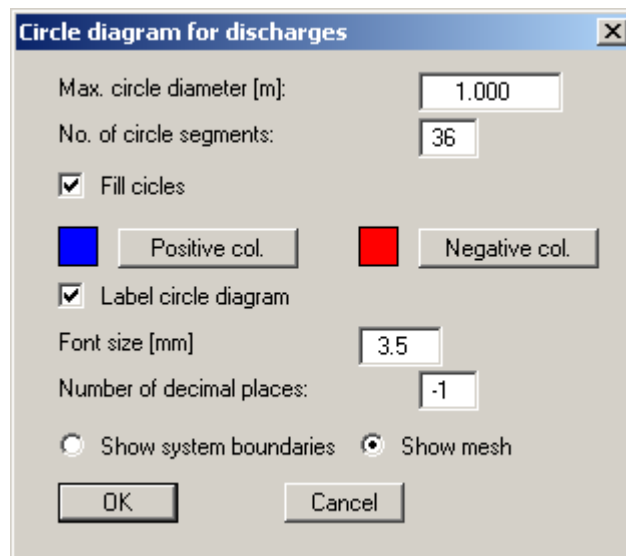 Circle diagram for discharges
Max. circle diameter [m]: 1.000
No. of circle segments: 36
Fill cicles
Positive col. Negative col.
Label circle diagram
Font size [mm] 3.5
Number of decimal places: -1
Show system boundaries Show mesh
OK Cancel